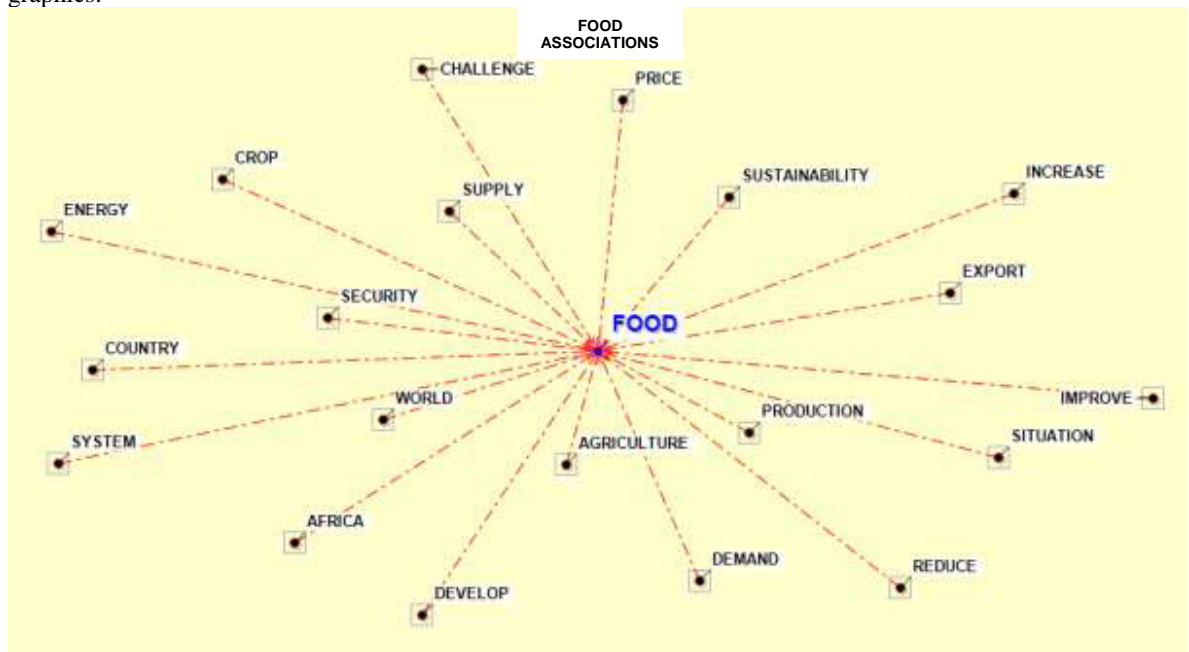 graphics.
FOOD
ASSOCIATIONS
CHALLENGE
PRICE
CROP
SUPPLY
SUSTAINABILITY
INCREASE
ENERGY
EXPORT
SECURITY
FOOD
COUNTRY
WORLD
IMPROVE
PRODUCTION
SYSTEM
AGRICULTURE
SITUATION
AFRICA
DEMAND
REDUCE
DEVELOP